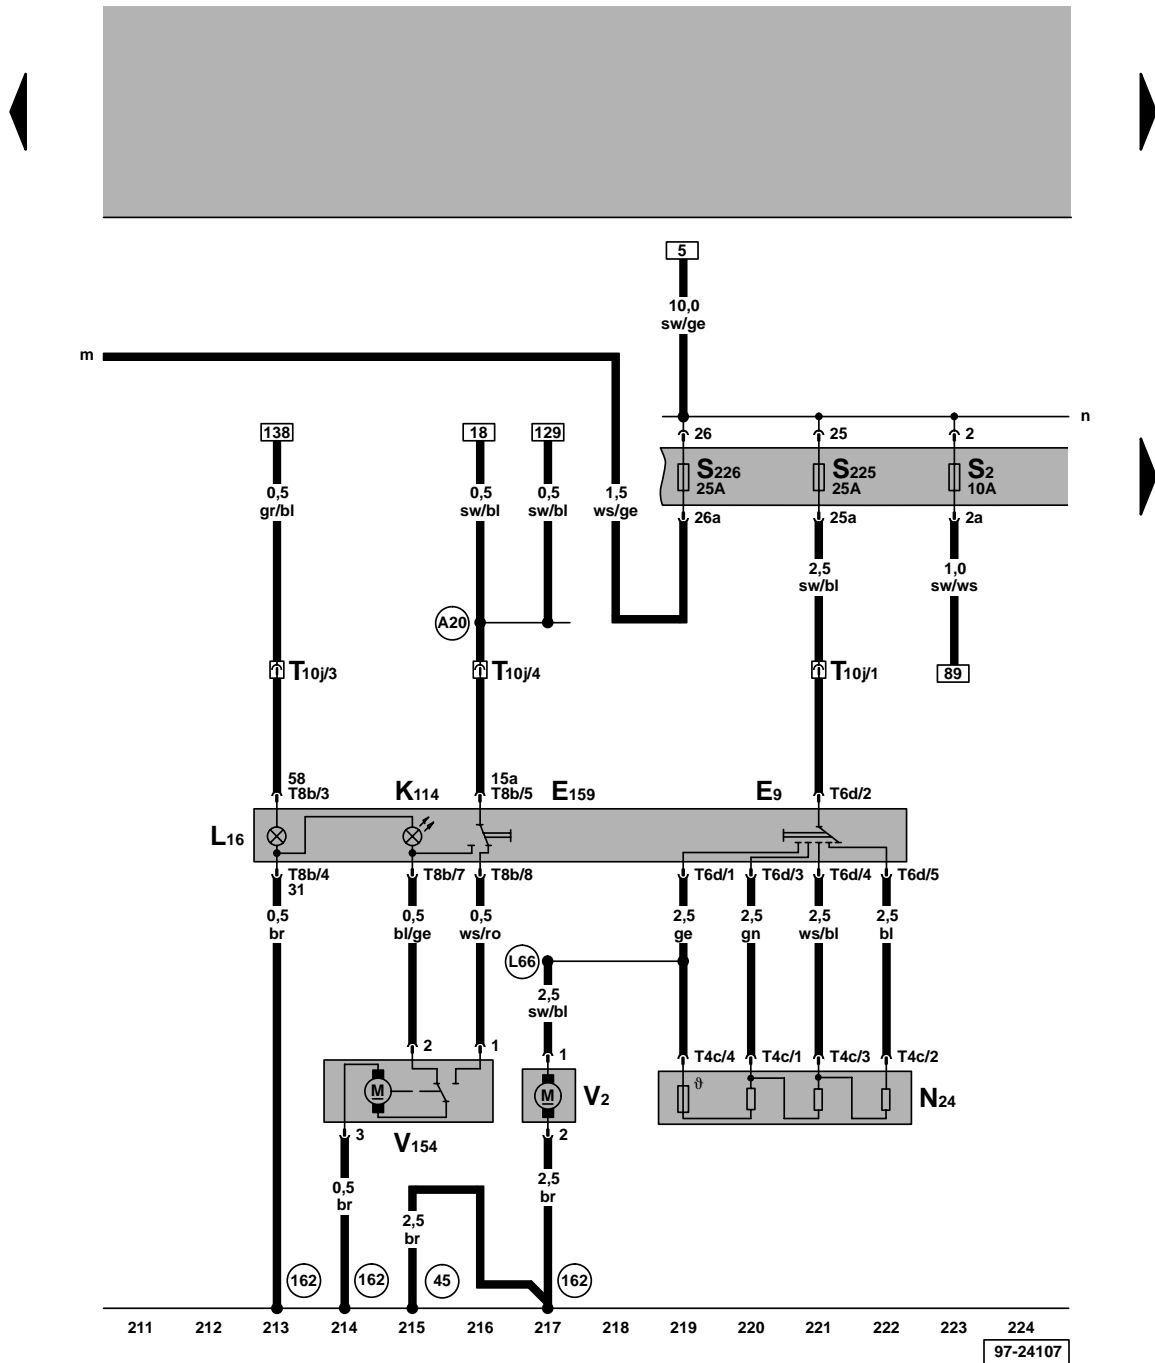 5
10,0
sw/ge
m
n
138
18
129
26
25
2
S226
25A
S225
25A
S2
10A
0,5
gr/bl
0,5
sw/bl
0,5
sw/bl
1,5
ws/ge
26a
25a
2a
2,5
sw/bl
1,0
sw/ws
A20
T10j/3
T10j/4
T10j/1
89
58
T8b/3
K114
15a
T8b/5
E159
E9
T6d/2
L16
T8b/4
31
T8b/7
T8b/8
T6d/1
T6d/3
T6d/4
T6d/5
0,5
br
0,5
bl/ge
0,5
ws/ro
2,5
ge
2,5
gn
2,5
ws/bl
2,5
bl
L66
2,5
sw/bl
2
1
1
T4c/4
T4c/1
T4c/3
T4c/2
M
M
V2
ϑ
N24
3
V154
2
0,5
br
2,5
br
2,5
br
162
162
45
162
211 212 213 214 215 216 217 218 219 220 221 222 223 224
97-24107